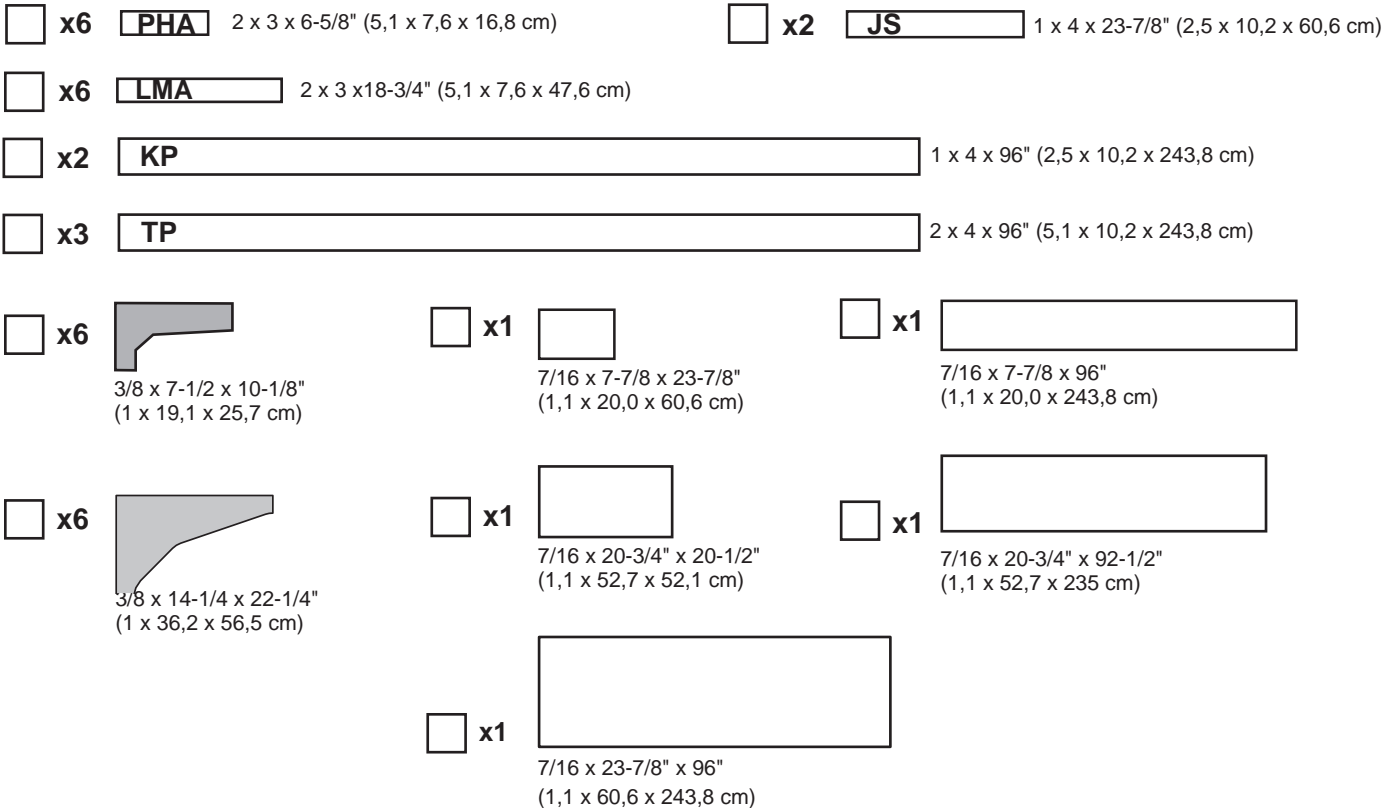 x6 PHA 2 x 3 x 6-5/8" (5,1 x 7,6 x 16,8 cm)
x2 JS 1 x 4 x 23-7/8" (2,5 x 10,2 x 60,6 cm)
x6 LMA 2 x 3 x18-3/4" (5,1 x 7,6 x 47,6 cm)
x2 KP 1 x 4 x 96" (2,5 x 10,2 x 243,8 cm)
x3 TP 2 x 4 x 96" (5,1 x 10,2 x 243,8 cm)
x6
3/8 x 7-1/2 x 10-1/8"
(1 x 19,1 x 25,7 cm)
x1
7/16 x 7-7/8 x 23-7/8"
(1,1 x 20,0 x 60,6 cm)
x1
7/16 x 7-7/8 x 96"
(1,1 x 20,0 x 243,8 cm)
x6
3/8 x 14-1/4 x 22-1/4"
(1 x 36,2 x 56,5 cm)
x1
7/16 x 20-3/4" x 20-1/2"
(1,1 x 52,7 x 52,1 cm)
x1
7/16 x 20-3/4" x 92-1/2"
(1,1 x 52,7 x 235 cm)
x1
7/16 x 23-7/8" x 96"
(1,1 x 60,6 x 243,8 cm)